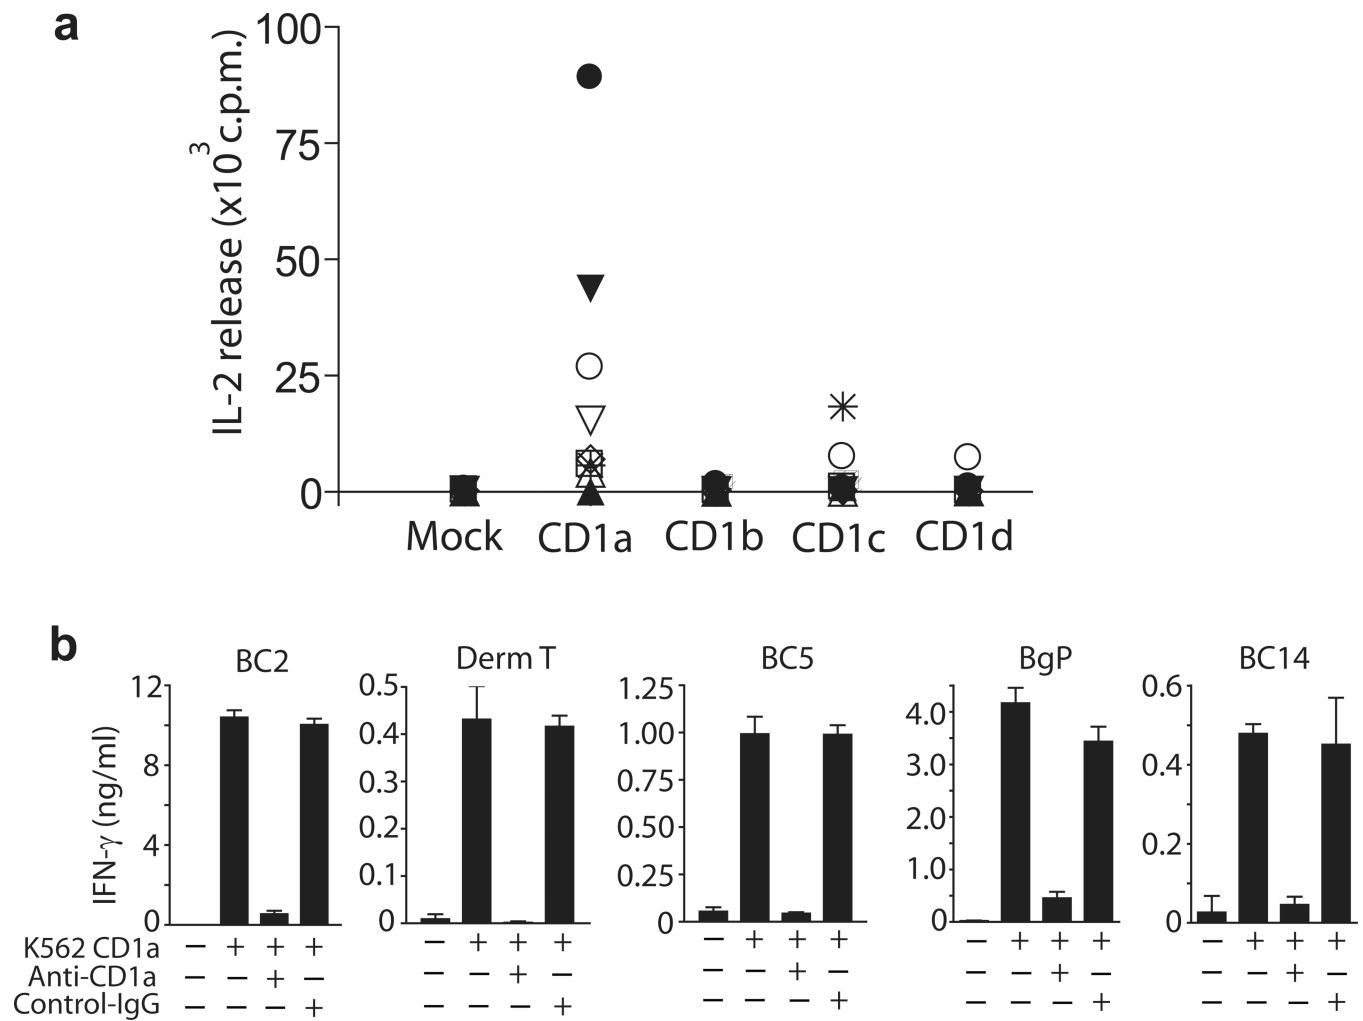 a
IL-2 release (x10³ c.p.m.)
100
75
50
25
0
Mock CD1a CD1b CD1c CD1d
b
IFN-γ (ng/ml)
BC2
12
8
4
0
Derm T
0.5
0.4
0.3
0.2
0.1
0
BC5
1.25
1.00
0.75
0.50
0.25
0
BgP
4.0
3.0
2.0
1.0
0
BC14
0.6
0.4
0.2
0
K562 CD1a − + + + − + + + − + + + − + + + − + + +
Anti-CD1a − − + − − − + − − − + − − − + − − − + −
Control-IgG − − − + − − − + − − − + − − − + − − − +